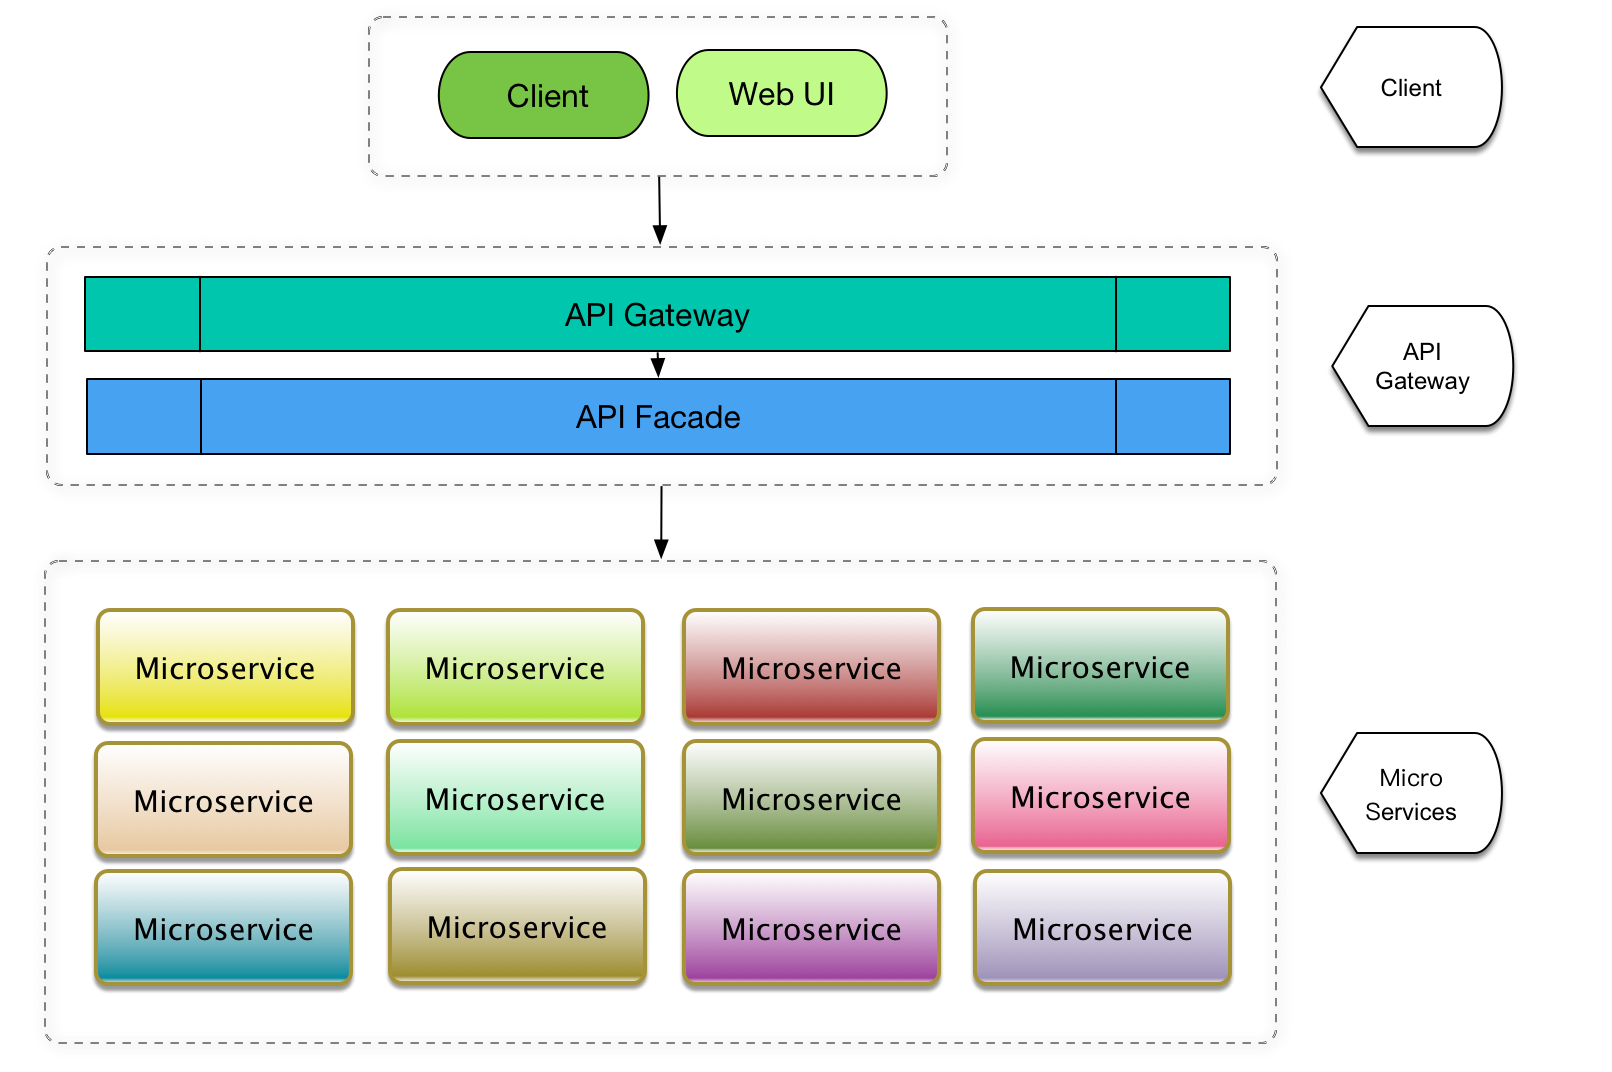 Client
Web UI
Client
API Gateway
API Facade
API
Gateway
Microservice
Microservice
Microservice
Microservice
Microservice
Microservice
Microservice
Microservice
Micro
Services
Microservice
Microservice
Microservice
Microservice